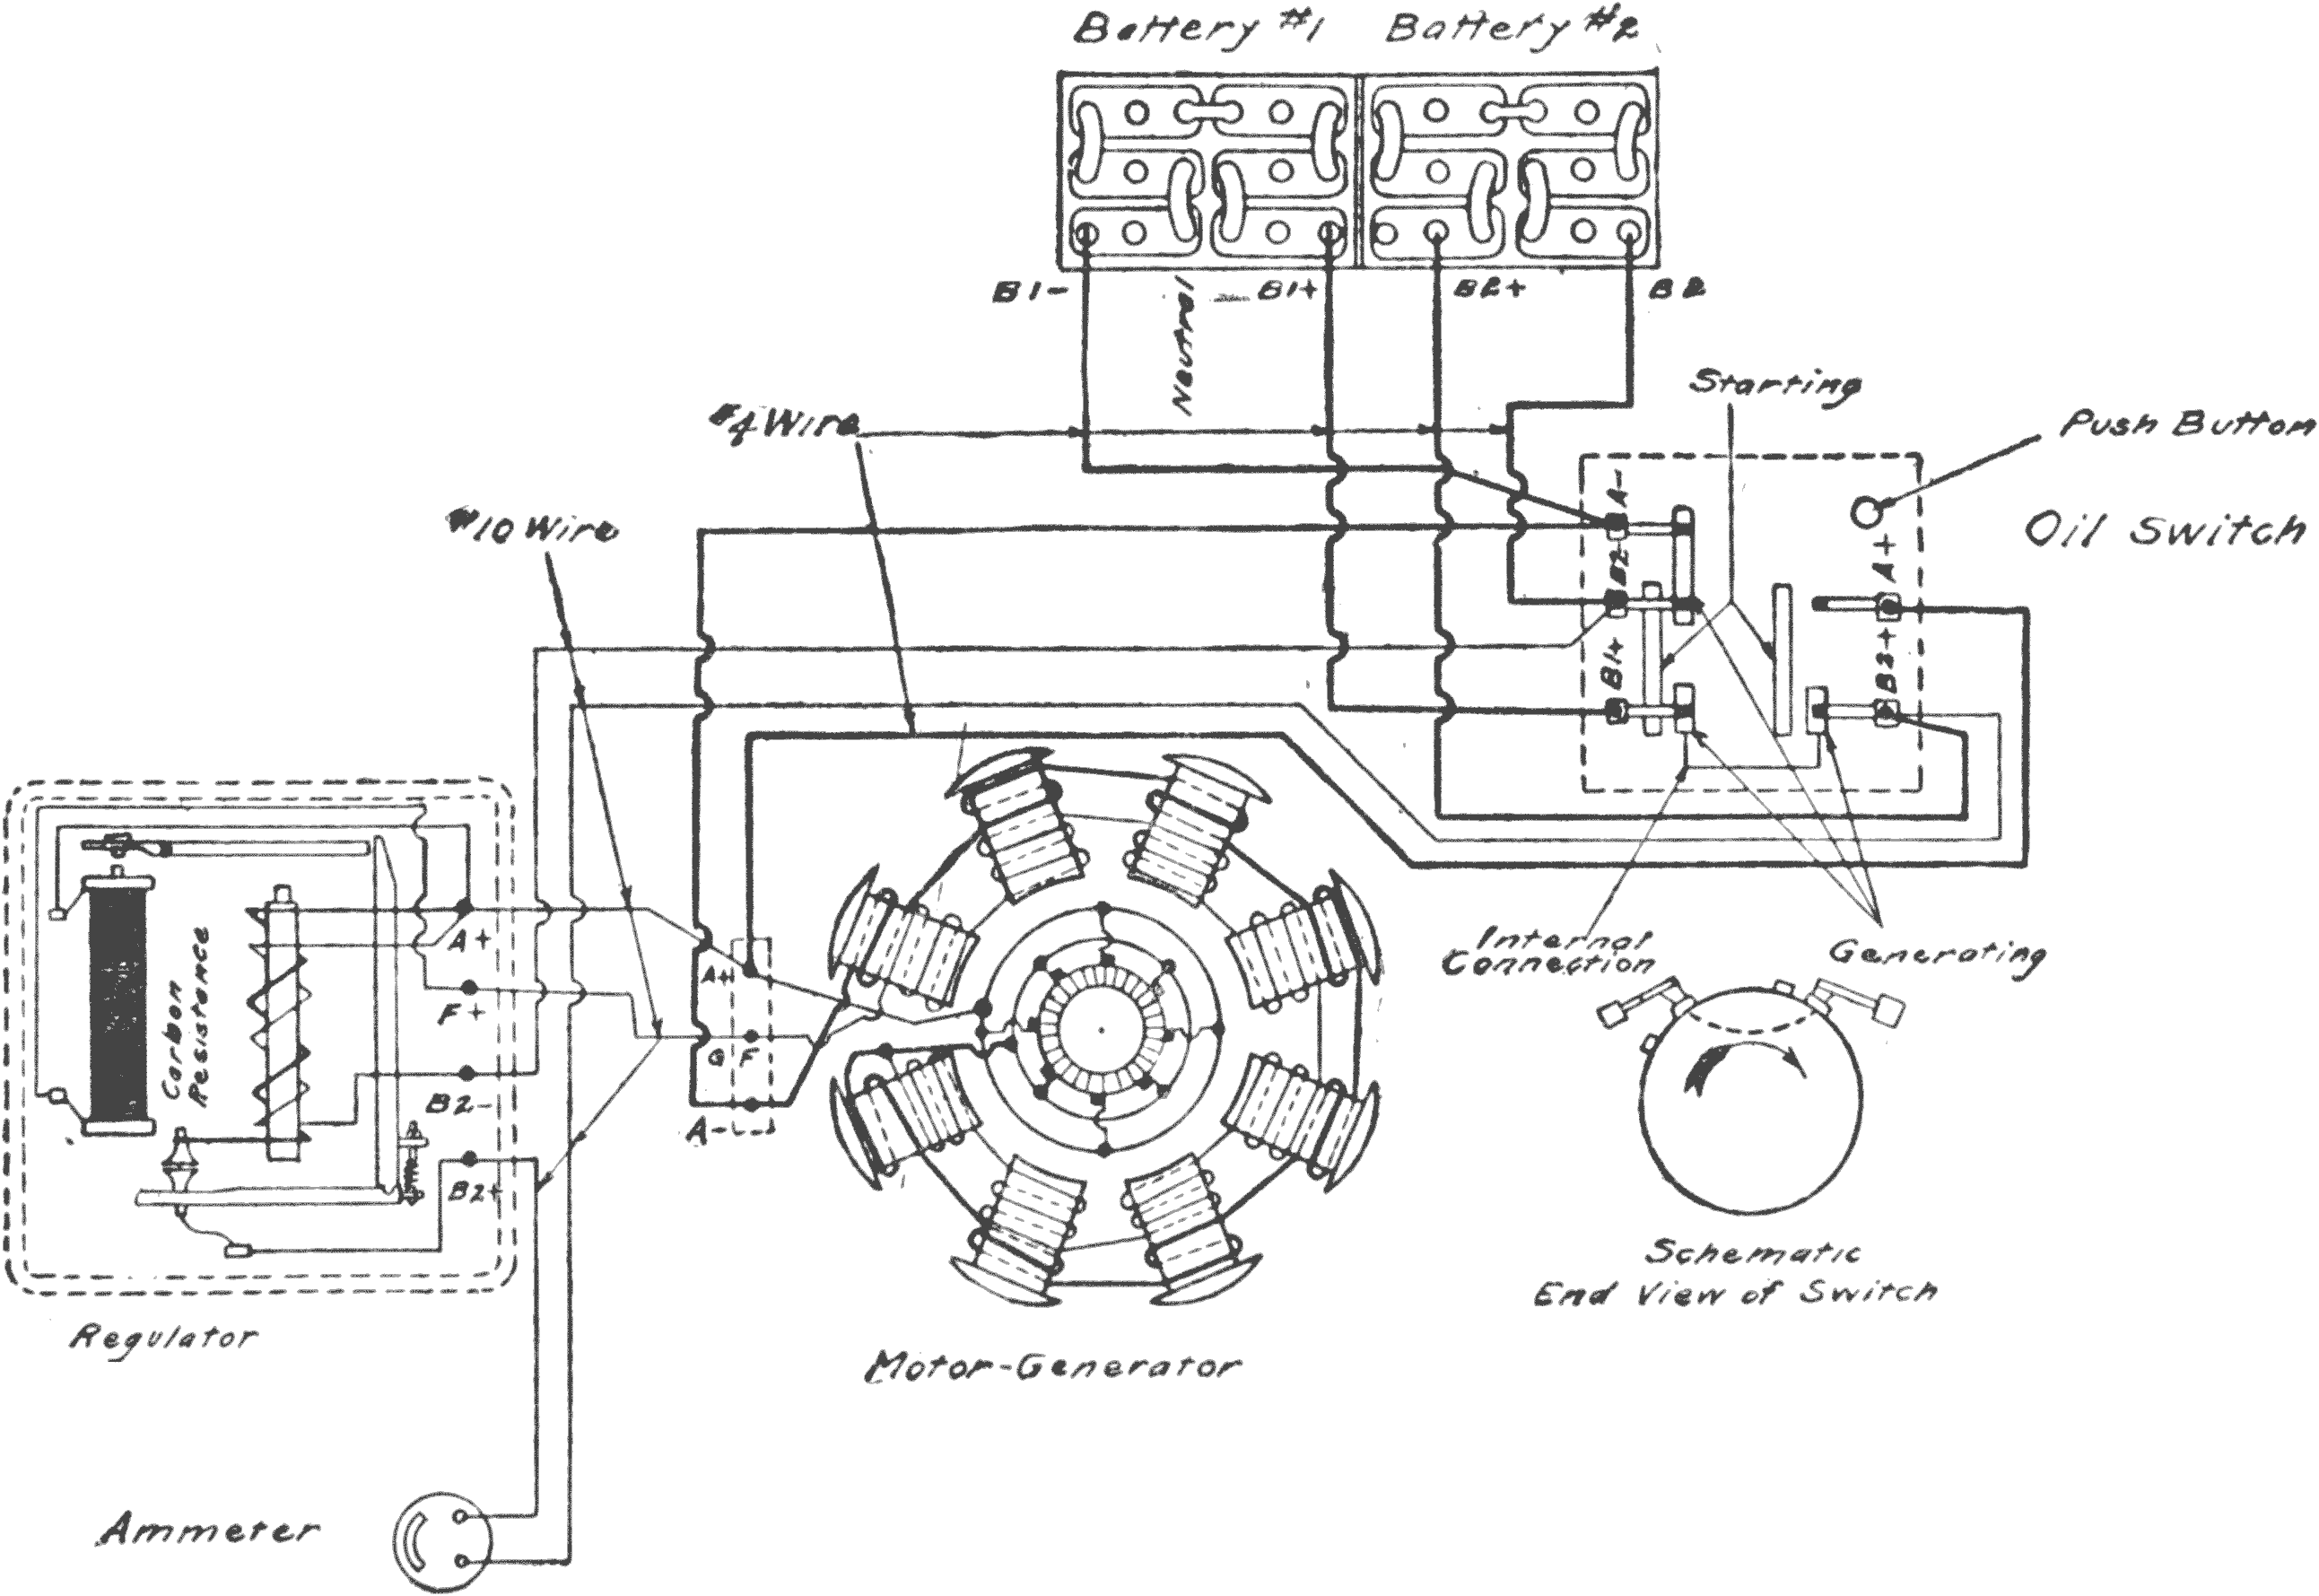 Battery #1 Battery #2
B1- Neutral B1+ B2+ B2
Starting
#4 Wire
Push Button
#10 Wire
Oil Switch
A-
B2-
B1+
A+
B2+
Internal
Connection
Generating
Carbon
Resistance
A+
F+
B2-
B2+
A+
G F
A-
Regulator
Motor-Generator
Schematic
End View of Switch
Ammeter